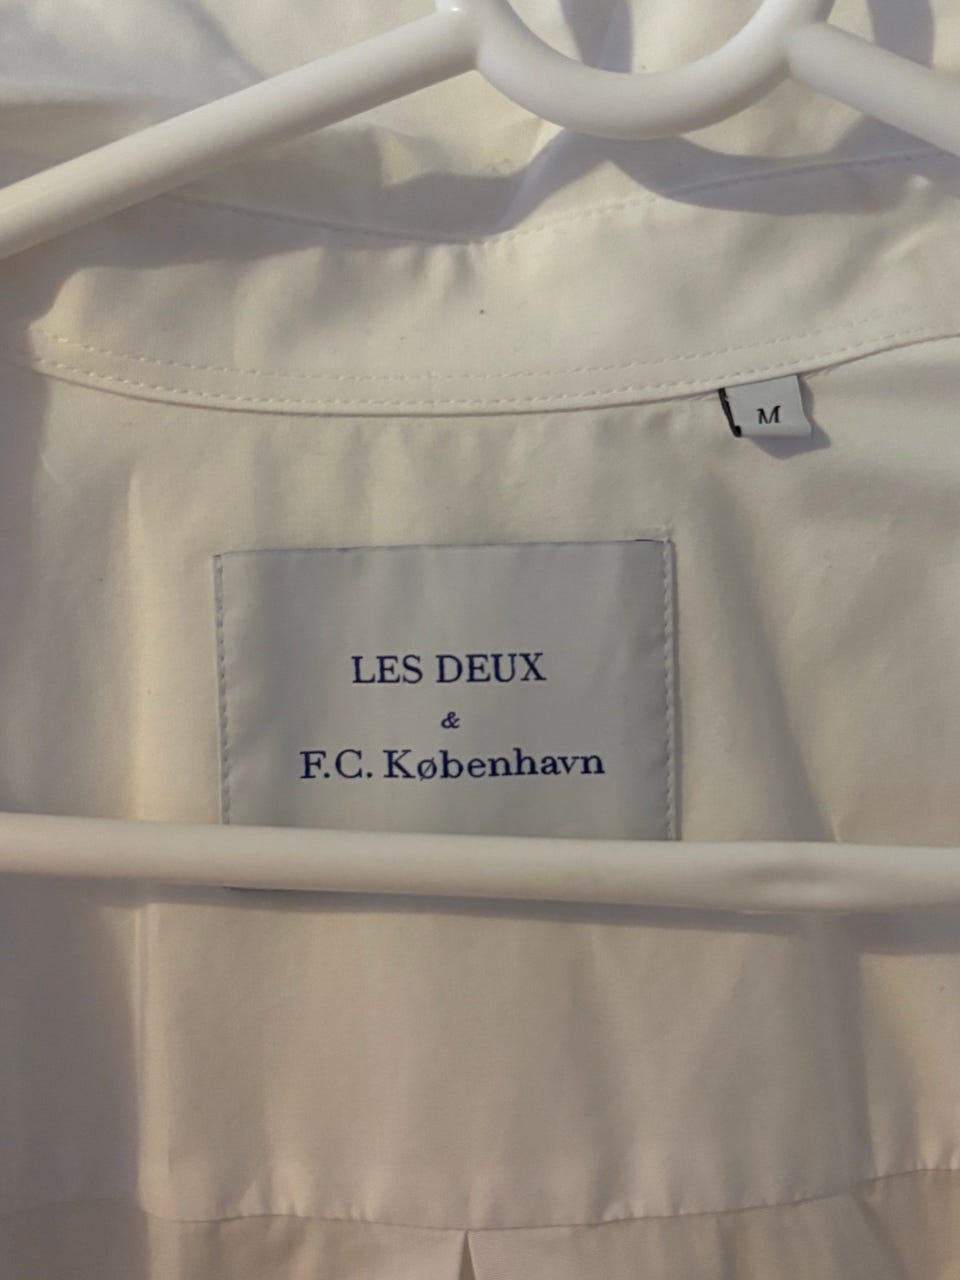 M
LES DEUX
&
F.C. København